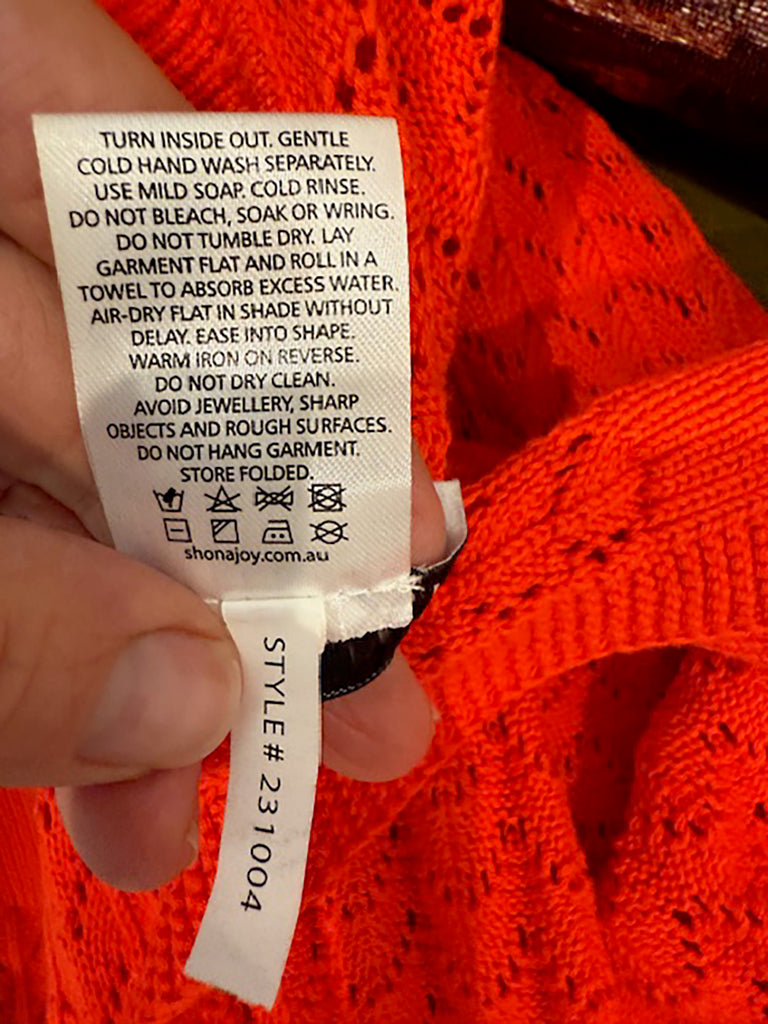 TURN INSIDE OUT. GENTLE
COLD HAND WASH SEPARATELY.
USE MILD SOAP. COLD RINSE.
DO NOT BLEACH, SOAK OR WRING.
DO NOT TUMBLE DRY. LAY
GARMENT FLAT AND ROLL IN A
TOWEL TO ABSORB EXCESS WATER.
AIR-DRY FLAT IN SHADE WITHOUT
DELAY. EASE INTO SHAPE.
WARM IRON ON REVERSE.
DO NOT DRY CLEAN.
AVOID JEWELLERY, SHARP
OBJECTS AND ROUGH SURFACES.
DO NOT HANG GARMENT.
STORE FOLDED.
shonajoy.com.au
STYLE# 231004